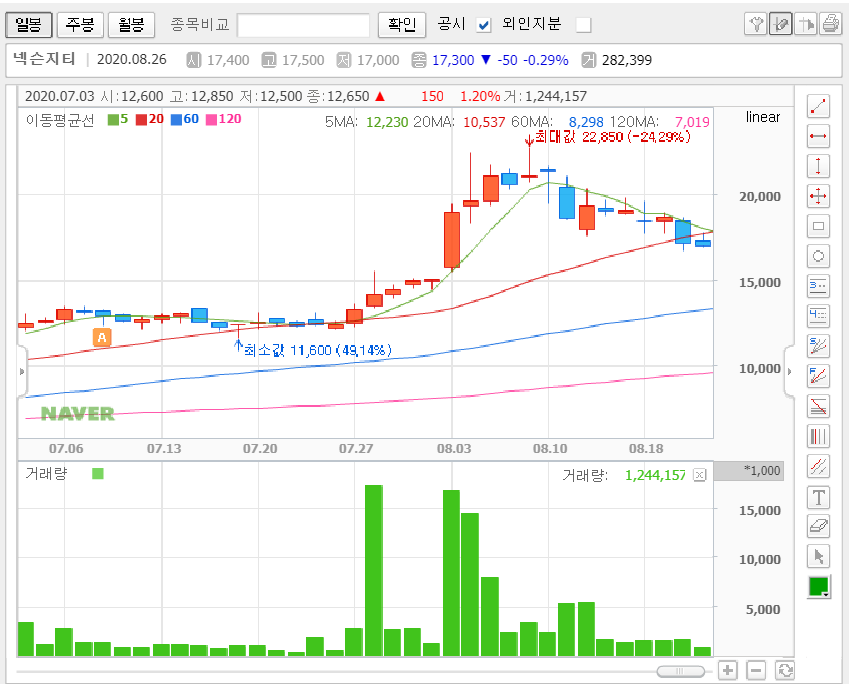 일봉 주봉 월봉 종목비교 확인 공시 외인지분
넥슨지티 2020.08.26 시 17,400 고 17,500 저 17,000 종 17,300 ▼ -50 -0.29% 거 282,399
2020.07.03 시:12,600 고:12,850 저:12,500 종:12,650 ▲ 150 1.20% 거:1,244,157
이동평균선 5 20 60 120
5MA: 12,230 20MA: 10,537 60MA: 8,298 120MA: 7,019
linear
최대값 22,850 (-24.29%)
20,000
15,000
A
최소값 11,600 (49.14%)
10,000
NAVER
07.06 07.13 07.20 07.27 08.03 08.10 08.18
거래량 거래량: 1,244,157
*1,000
15,000
10,000
5,000
T